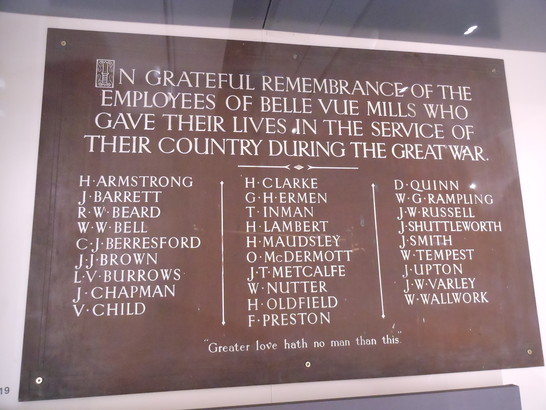 IN GRATEFUL REMEMBRANCE OF THE
EMPLOYEES OF BELLE VUE MILLS WHO
GAVE THEIR LIVES IN THE SERVICE OF
THEIR COUNTRY DURING THE GREAT WAR.
H·ARMSTRONG
J·BARRETT
R·W·BEARD
W·W·BELL
C·J·BERRESFORD
J·J·BROWN
L·V·BURROWS
J·CHAPMAN
V·CHILD
H·CLARKE
G·H·ERMEN
T·INMAN
H·LAMBERT
H·MAUDSLEY
O·McDERMOTT
J·T·METCALFE
W·NUTTER
H·OLDFIELD
F·PRESTON
D·QUINN
W·G·RAMPLING
J·W·RUSSELL
J·SHUTTLEWORTH
J·SMITH
W·TEMPEST
J·UPTON
J·W·VARLEY
W·WALLWORK
"Greater love hath no man than this."
19